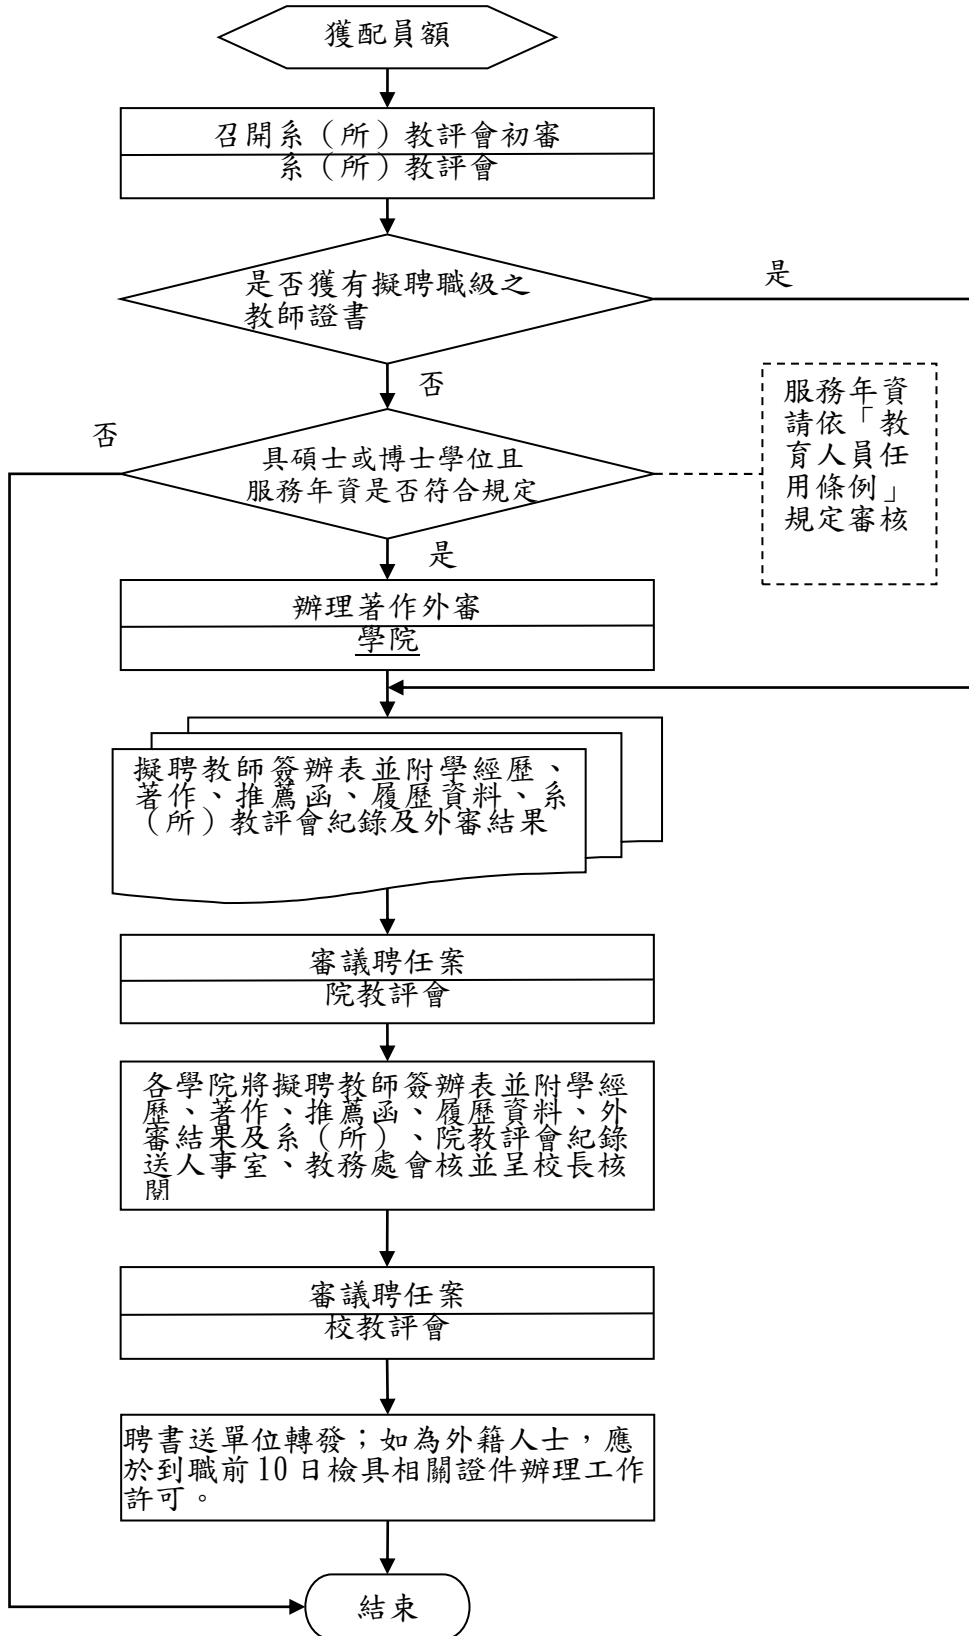 獲配員額
召開系（所）教評會初審
系（所）教評會
是否獲有擬聘職級之
教師證書
是
否
服務年資
請依「教
育人員任
用條例」
規定審核
否
具碩士或博士學位且
服務年資是否符合規定
是
辦理著作外審
學院
擬聘教師簽辦表並附學經歷、
著作、推薦函、履歷資料、系
（所）教評會紀錄及外審結果
審議聘任案
院教評會
各學院將擬聘教師簽辦表並附學經
歷、著作、推薦函、履歷資料、外
審結果及系（所）、院教評會紀錄
送人事室、教務處會核並呈校長核
閱
審議聘任案
校教評會
聘書送單位轉發；如為外籍人士，應
於到職前10日檢具相關證件辦理工作
許可。
結束